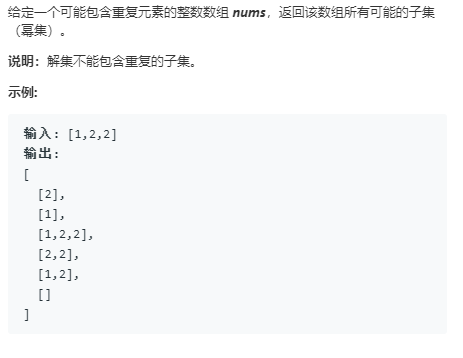 给定一个可能包含重复元素的整数数组 nums，返回该数组所有可能的子集
（幂集）。
说明：解集不能包含重复的子集。
示例:
输入: [1,2,2]
输出:
[
  [2],
  [1],
  [1,2,2],
  [2,2],
  [1,2],
  []
]